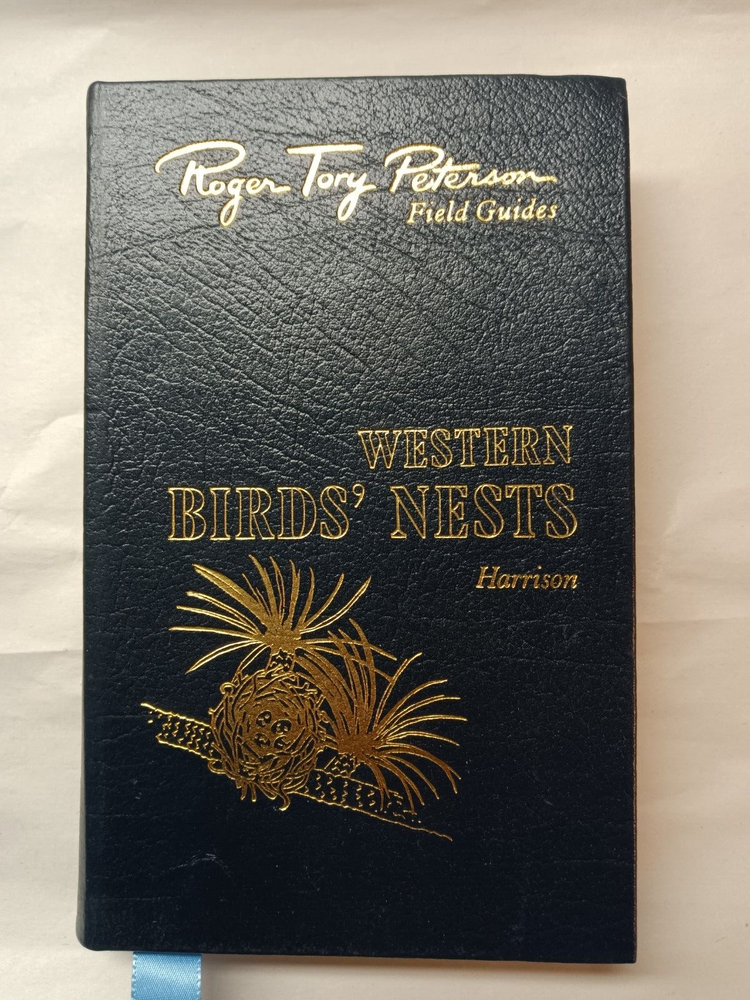 Roger Tory Peterson
Field Guides
WESTERN
BIRDS' NESTS
Harrison